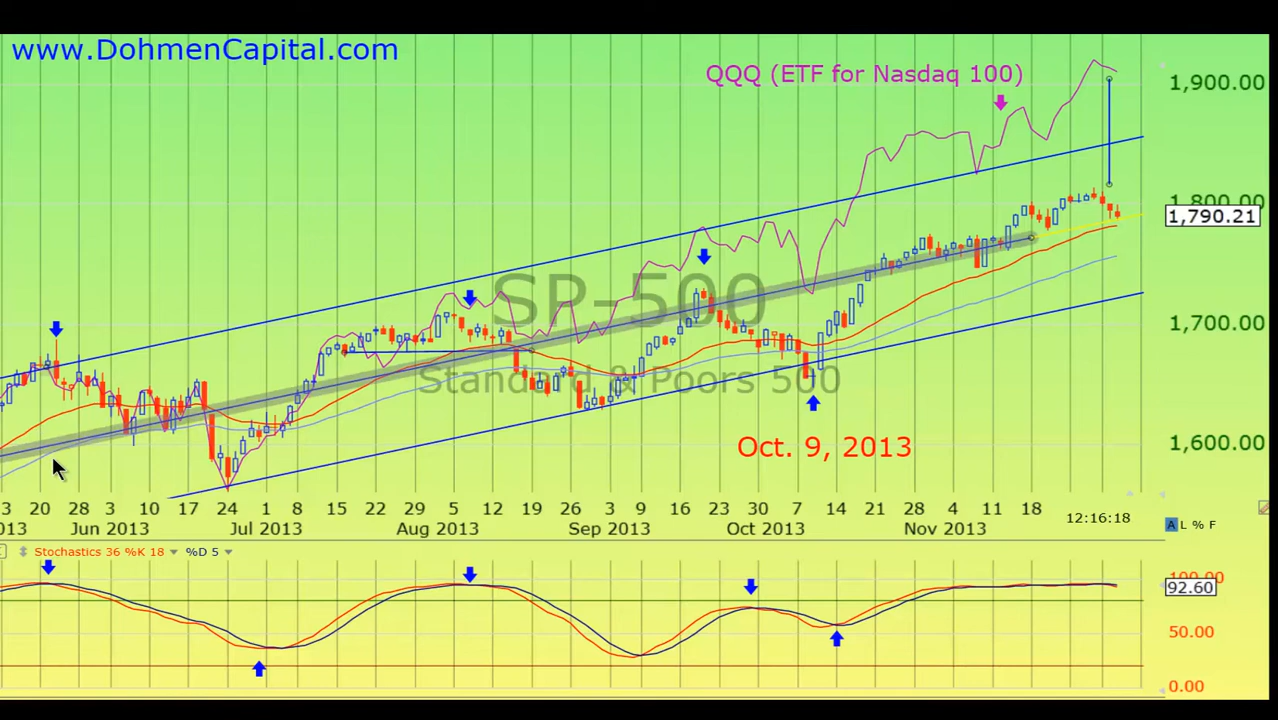 www.DohmenCapital.com
QQQ (ETF for Nasdaq 100)
1,900.00
1,800.00
1,790.21
SP-500
1,700.00
Standard & Poors 500
Oct. 9, 2013
1,600.00
3 20 28 3 10 17 24 1 8 15 22 29 5 12 19 26 3 9 16 23 30 7 14 21 28 4 11 18
013 Jun 2013 Jul 2013 Aug 2013 Sep 2013 Oct 2013 Nov 2013
12:16:18
A L % F
Stochastics 36 %K 18 %D 5
100.00
92.60
50.00
0.00